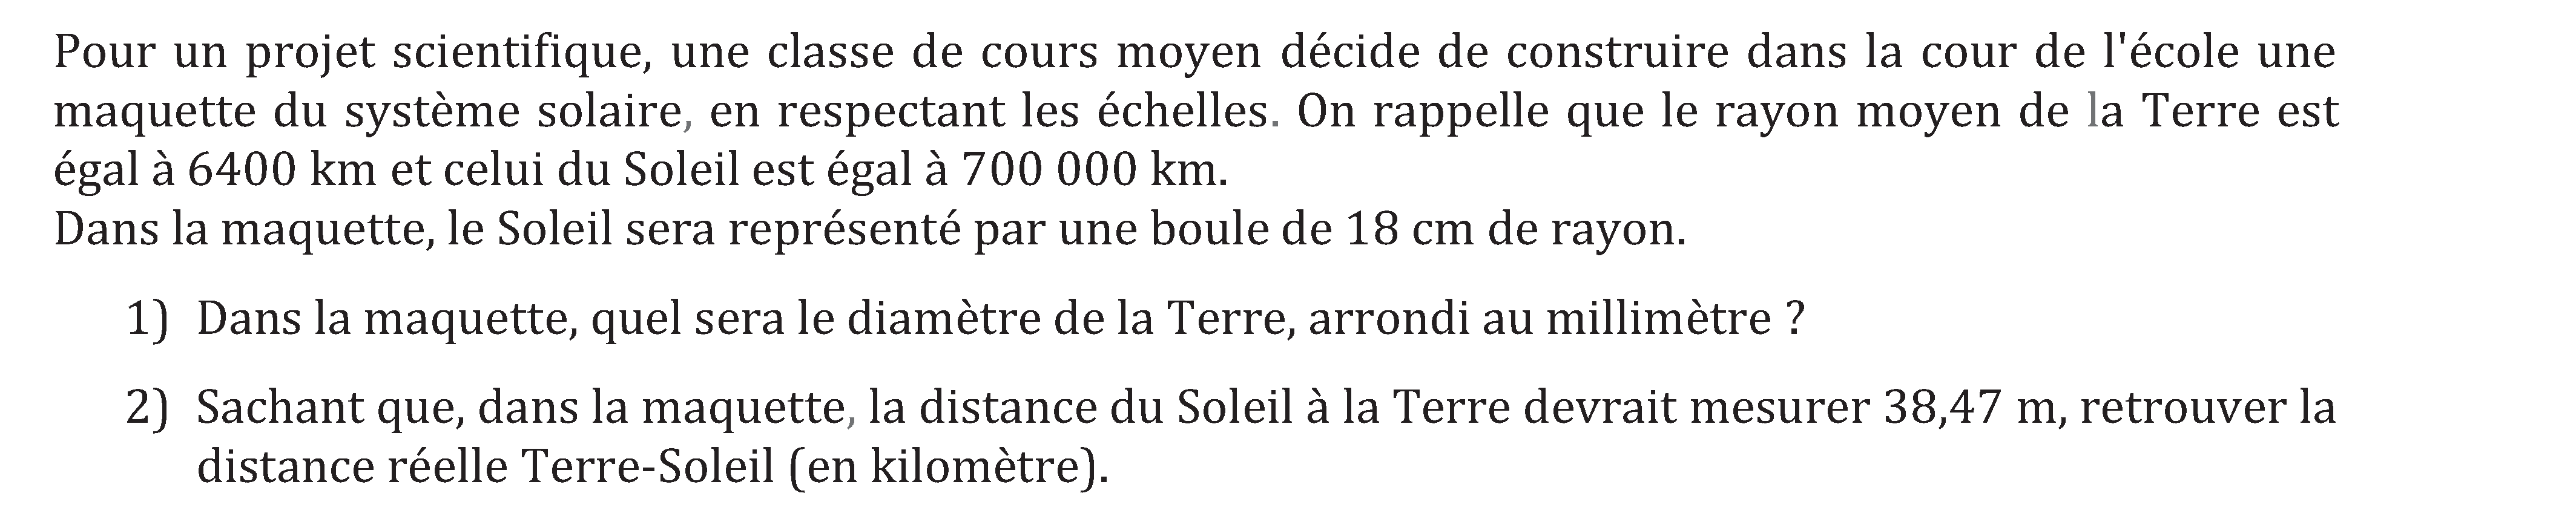 Pour un projet scientifique, une classe de cours moyen décide de construire dans la cour de l'école une
maquette du système solaire, en respectant les échelles. On rappelle que le rayon moyen de la Terre est
égal à 6400 km et celui du Soleil est égal à 700 000 km.
Dans la maquette, le Soleil sera représenté par une boule de 18 cm de rayon.
1) Dans la maquette, quel sera le diamètre de la Terre, arrondi au millimètre ?
2) Sachant que, dans la maquette, la distance du Soleil à la Terre devrait mesurer 38,47 m, retrouver la
distance réelle Terre-Soleil (en kilomètre).